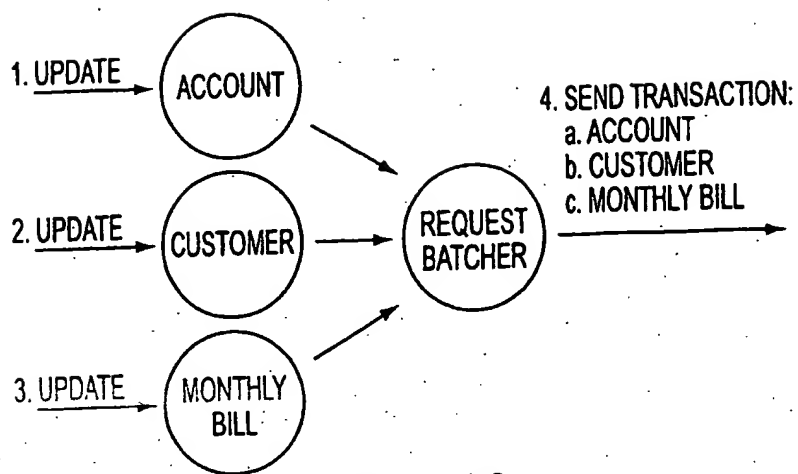 1. UPDATE
ACCOUNT
2. UPDATE
CUSTOMER
3. UPDATE
MONTHLY
BILL
REQUEST
BATCHER
4. SEND TRANSACTION:
a. ACCOUNT
b. CUSTOMER
c. MONTHLY BILL